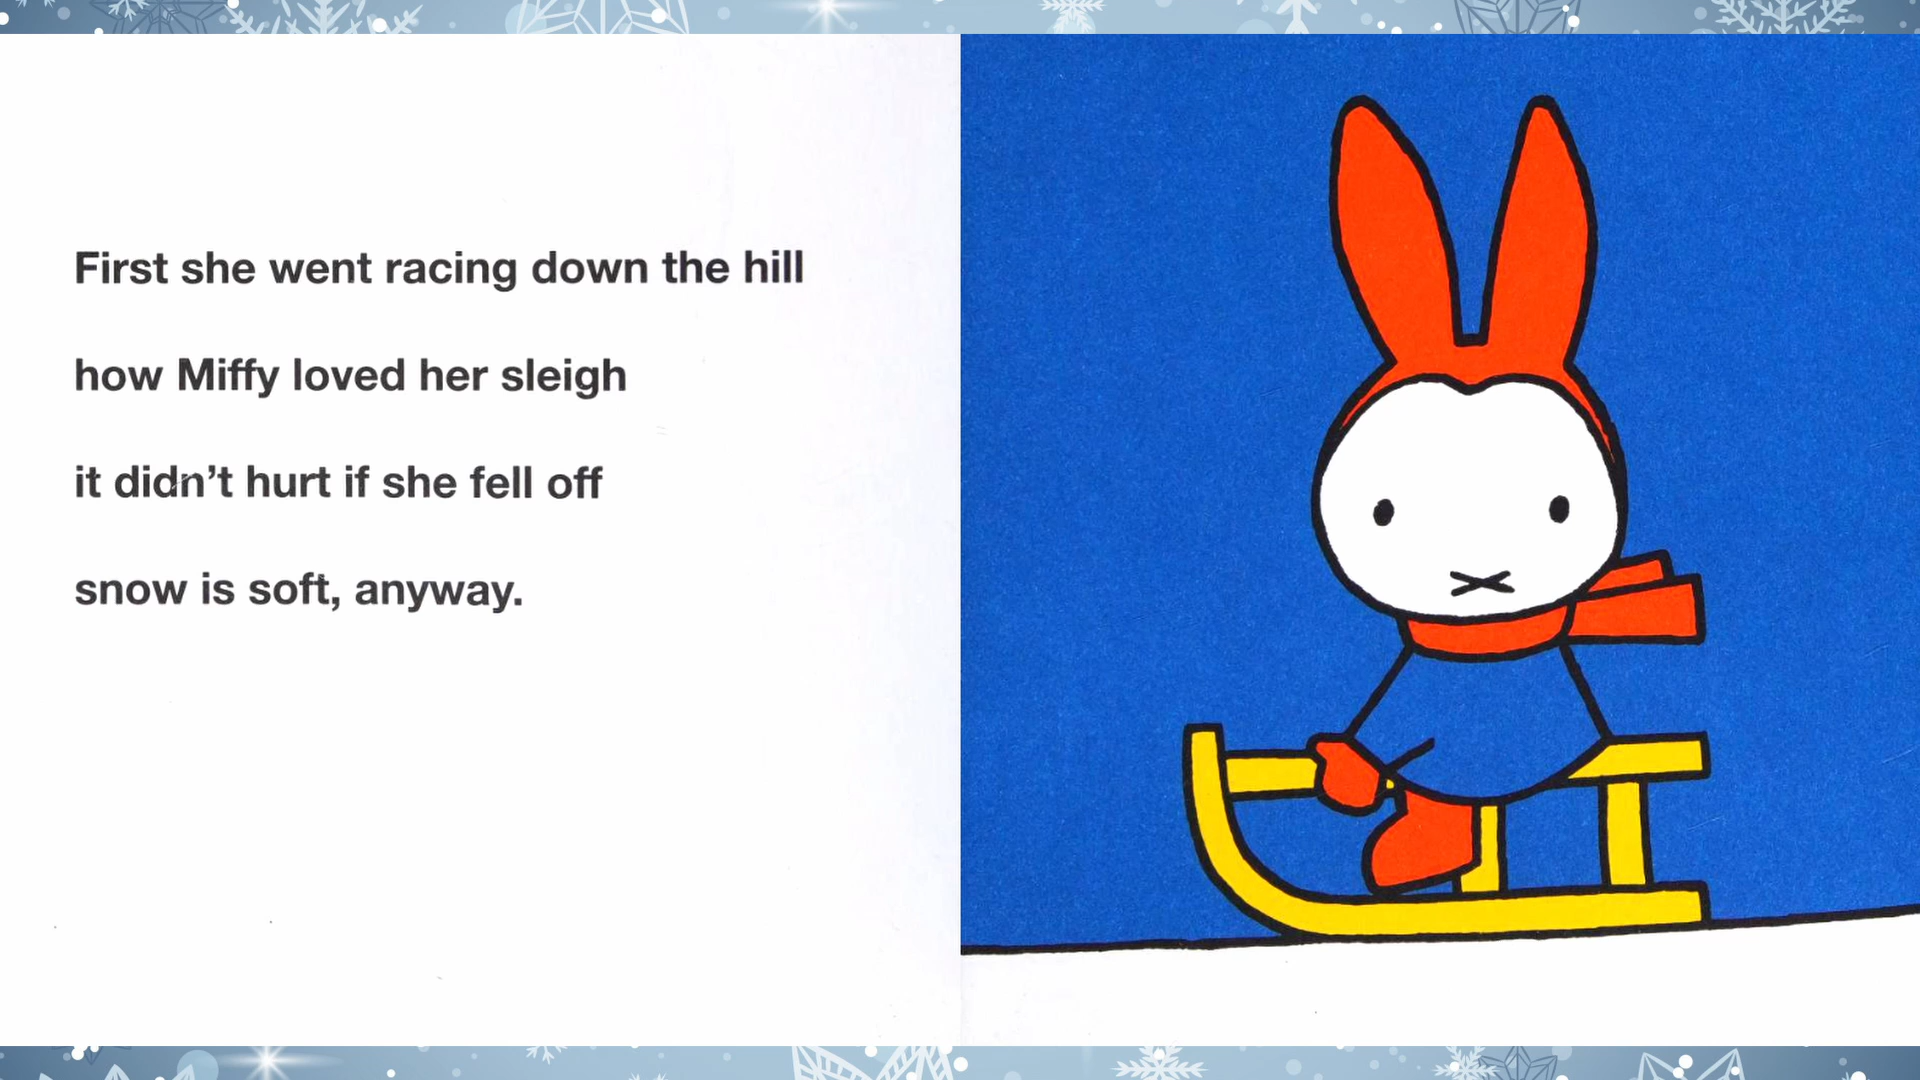 First she went racing down the hill
how Miffy loved her sleigh
it didn't hurt if she fell off
snow is soft, anyway.